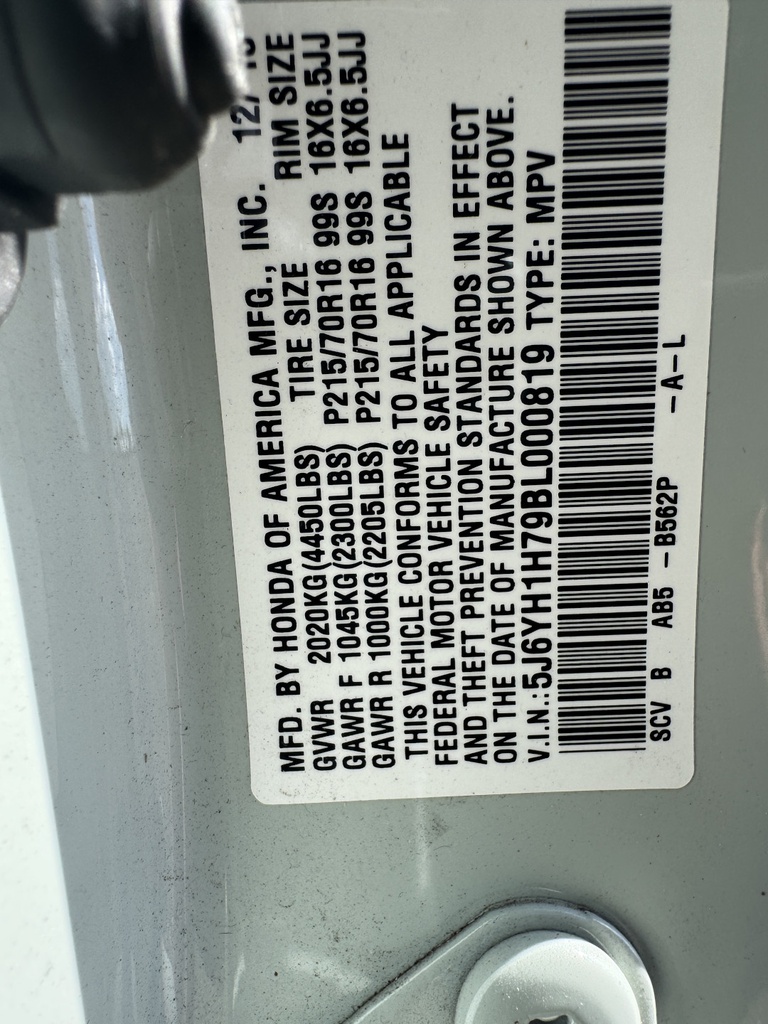 MFD. BY HONDA OF AMERICA MFG., INC. 12/
GVWR 2020KG(4450LBS) TIRE SIZE RIM SIZE
GAWR F 1045KG(2300LBS) P215/70R16 99S 16X6.5JJ
GAWR R 1000KG(2205LBS) P215/70R16 99S 16X6.5JJ
THIS VEHICLE CONFORMS TO ALL APPLICABLE
FEDERAL MOTOR VEHICLE SAFETY
AND THEFT PREVENTION STANDARDS IN EFFECT
ON THE DATE OF MANUFACTURE SHOWN ABOVE.
V.I.N.:5J6YH1H79BL000819 TYPE: MPV
SCV B AB5 -B562P -A-L